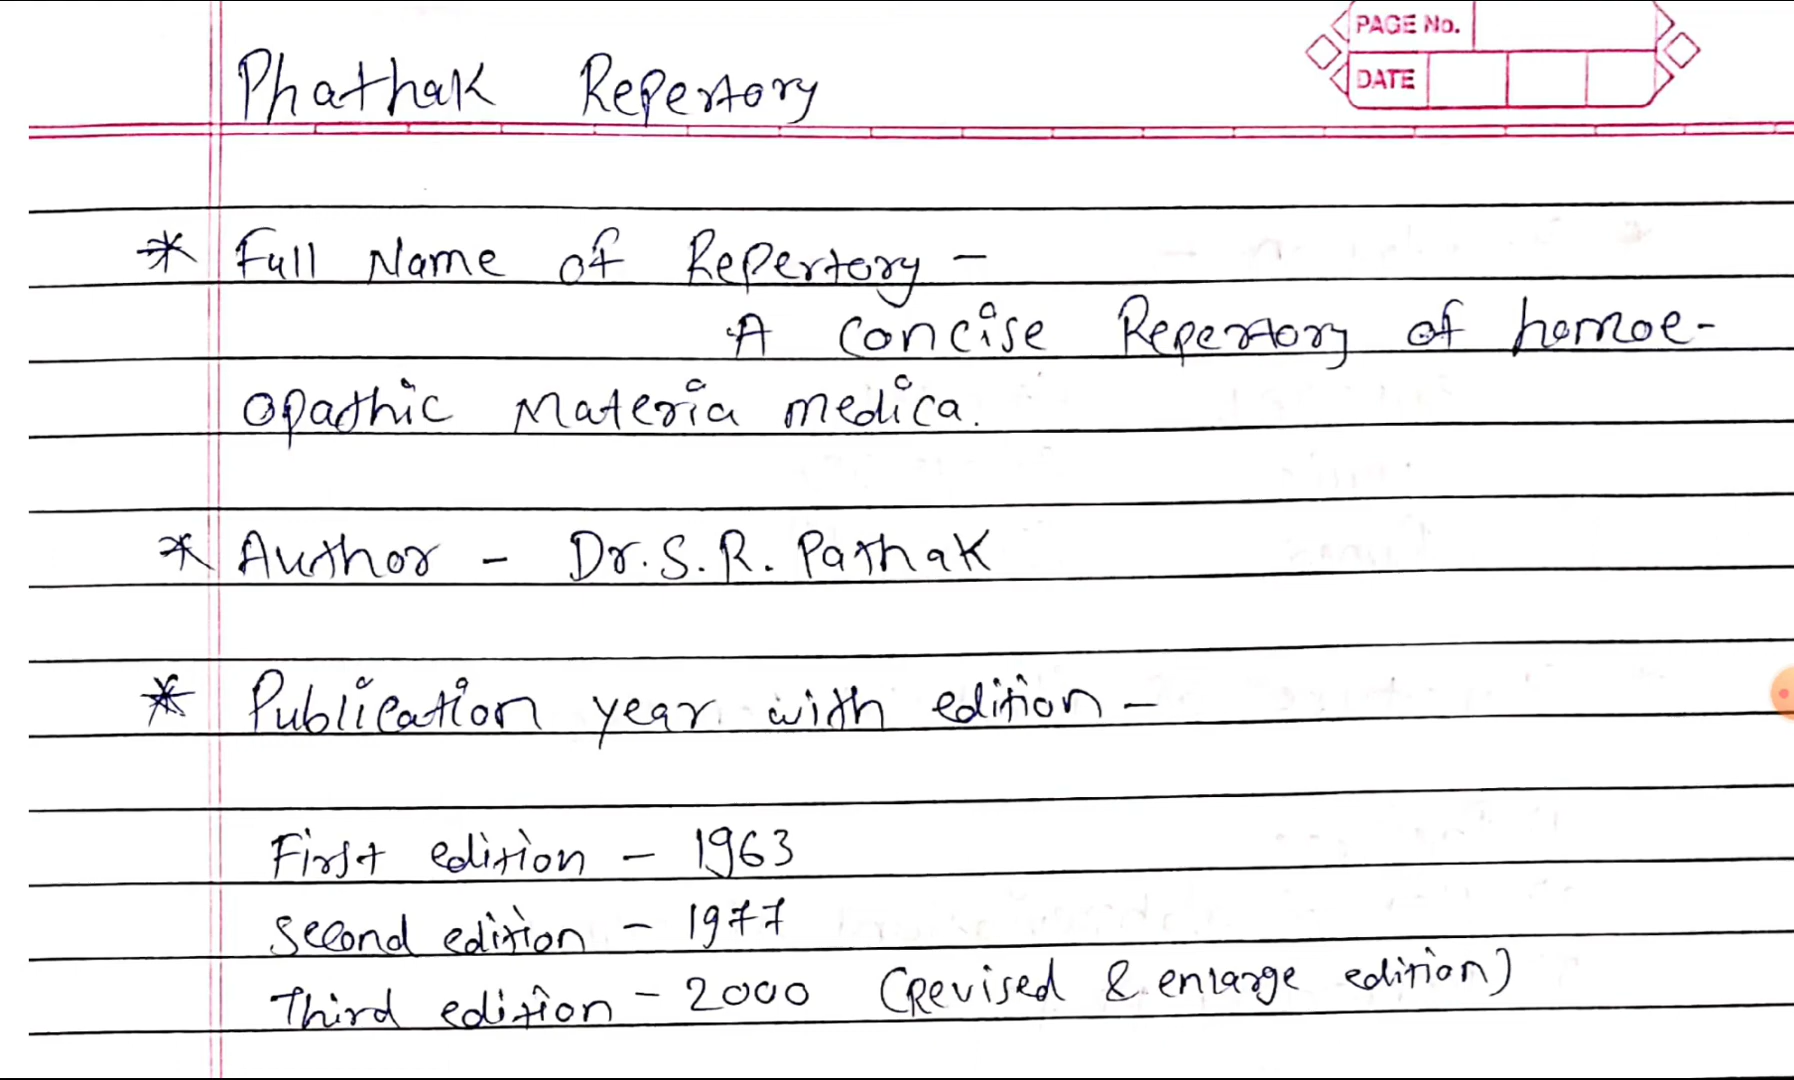 PAGE No.
DATE
Phathak Repertory
* Full Name of Repertory -
A Concise Repertory of homoe-
opathic Materia medica.
* Author - Dr. S. R. Pathak
* Publication year with edition -
First edition - 1963
Second edition - 1977
Third edition - 2000 (Revised & enlarge edition)